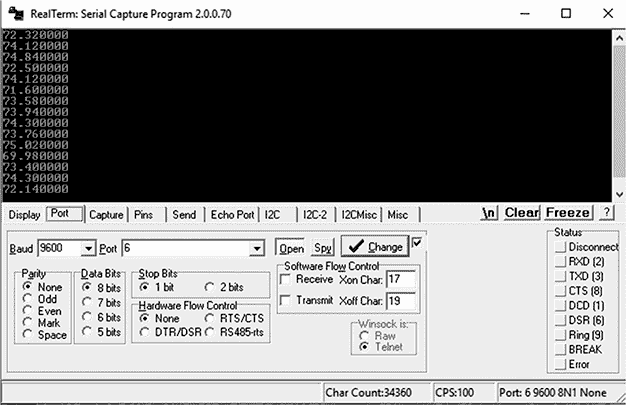 RealTerm: Serial Capture Program 2.0.0.70
72.320000
74.120000
74.840000
72.500000
74.120000
71.600000
73.580000
73.940000
74.300000
73.760000
75.020000
69.980000
73.400000
74.300000
72.140000
Display Port Capture Pins Send Echo Port I2C I2C-2 I2CMisc Misc \n Clear Freeze ?
Baud 9600 Port 6 Open Spy Change
Parity
None
Odd
Even
Mark
Space
Data Bits
8 bits
7 bits
6 bits
5 bits
Stop Bits
1 bit 2 bits
Hardware Flow Control
None RTS/CTS
DTR/DSR RS485-rts
Software Flow Control
Receive Xon Char: 17
Transmit Xoff Char: 19
Winsock is:
Raw
Telnet
Status
Disconnect
RXD (2)
TXD (3)
CTS (8)
DCD (1)
DSR (6)
Ring (9)
BREAK
Error
Char Count:34360 CPS:100 Port: 6 9600 8N1 None